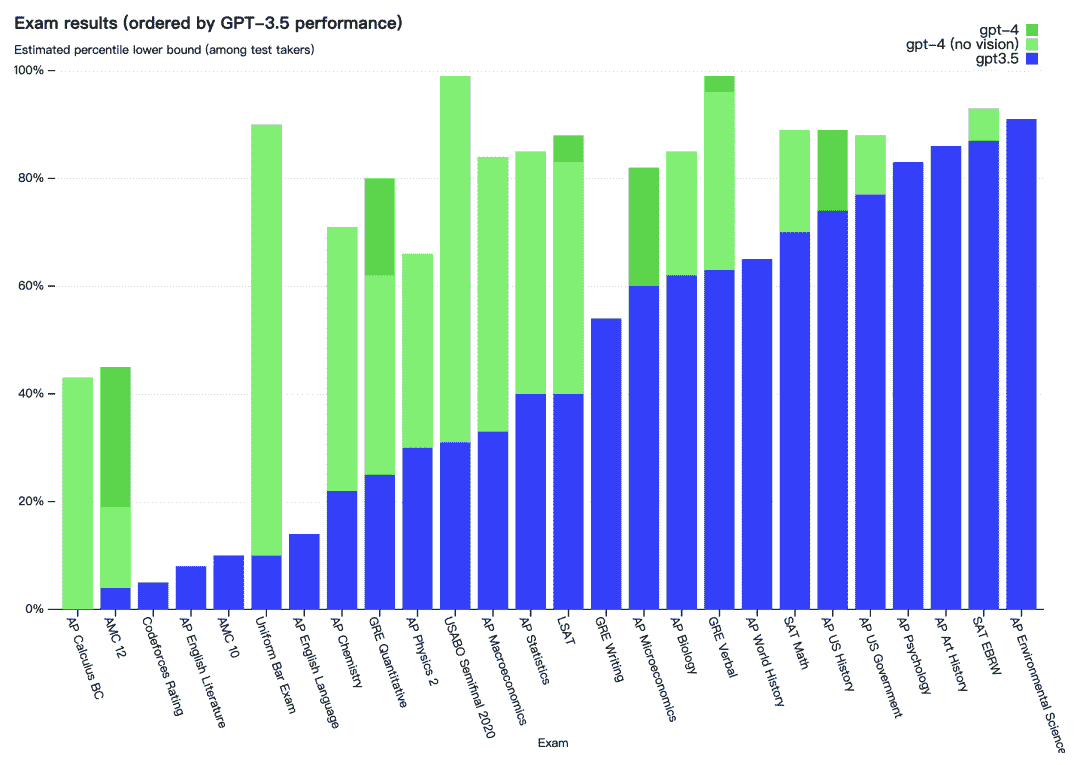 Exam results (ordered by GPT–3.5 performance)
Estimated percentile lower bound (among test takers)
gpt–4
gpt–4 (no vision)
gpt3.5
100%
80%
60%
40%
20%
0%
AP Calculus BC
AMC 12
Codeforces Rating
AP English Literature
AMC 10
Uniform Bar Exam
AP English Language
AP Chemistry
GRE Quantitative
AP Physics 2
USABO Semifinal 2020
AP Macroeconomics
AP Statistics
LSAT
GRE Writing
AP Microeconomics
AP Biology
GRE Verbal
AP World History
SAT Math
AP US History
AP US Government
AP Psychology
AP Art History
SAT EBRW
AP Environmental Science
Exam